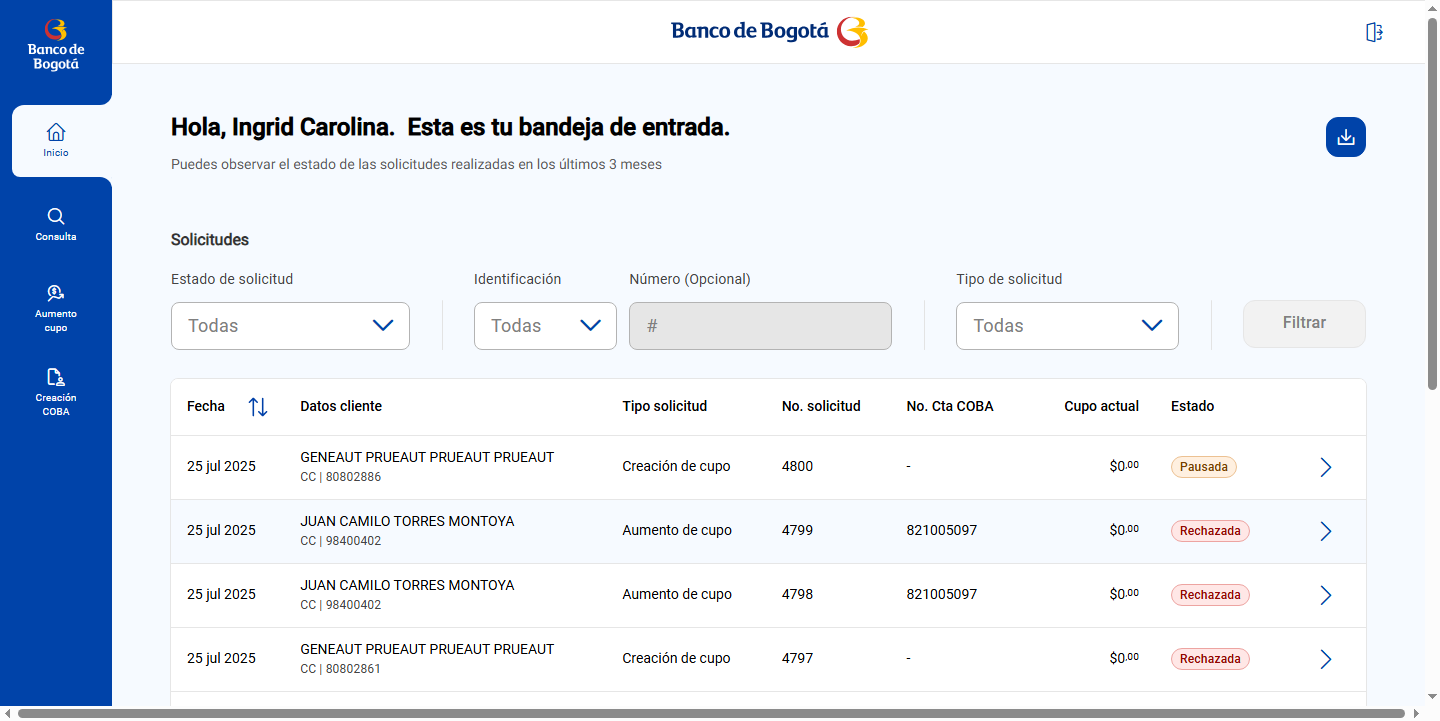 Banco de
Bogotá
Banco de Bogotá
Inicio
Consulta
Aumento
cupo
Creación
COBA
Hola, Ingrid Carolina.  Esta es tu bandeja de entrada.
Puedes observar el estado de las solicitudes realizadas en los últimos 3 meses
Solicitudes
Estado de solicitud Identificación Número (Opcional) Tipo de solicitud
Todas Todas # Todas Filtrar
Fecha Datos cliente Tipo solicitud No. solicitud No. Cta COBA Cupo actual Estado
25 jul 2025 GENEAUT PRUEAUT PRUEAUT PRUEAUT Creación de cupo 4800 - $0.00 Pausada
CC | 80802886
25 jul 2025 JUAN CAMILO TORRES MONTOYA Aumento de cupo 4799 821005097 $0.00 Rechazada
CC | 98400402
25 jul 2025 JUAN CAMILO TORRES MONTOYA Aumento de cupo 4798 821005097 $0.00 Rechazada
CC | 98400402
25 jul 2025 GENEAUT PRUEAUT PRUEAUT PRUEAUT Creación de cupo 4797 - $0.00 Rechazada
CC | 80802861